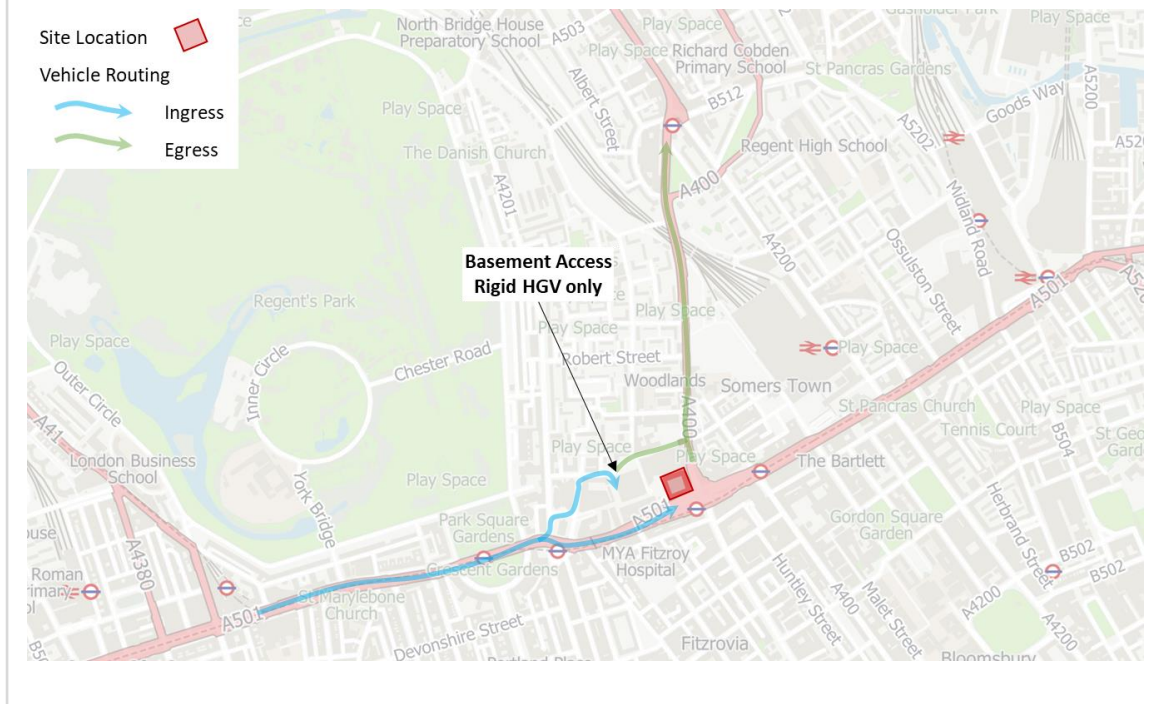 Site Location
Vehicle Routing
Ingress
Egress
North Bridge House
Preparatory School
A503
Play Space
Play Space
Richard Cobden
Primary School
St Pancras Gardens
Play Space
Goods Way
A5200
Albert Street
B512
A5202
Play Space
The Danish Church
Regent High School
A4201
A400
Midland Road
Ossulston Street
A4200
A501
Basement Access
Rigid HGV only
Regent's Park
Play Space
Play Space
Play Space
Outer Circle
Inner Circle
Chester Road
Robert Street
Woodlands
Somers Town
Play Space
A400
St Pancras Church
Tennis Court
Play Space
B504
A41
London Business
School
York Bridge
Play Space
Play Space
Play Space
The Bartlett
A501
Park Square
Gardens
Gordon Square
Garden
Herbrand Street
A4380
Roman
Crescent Gardens
MYA Fitzroy
Hospital
St Marylebone
Church
A501
Huntley Street
A400
Malet Street
B502
B502
A4200
A4200
Devonshire Street
Fitzrovia
Bloomsbury